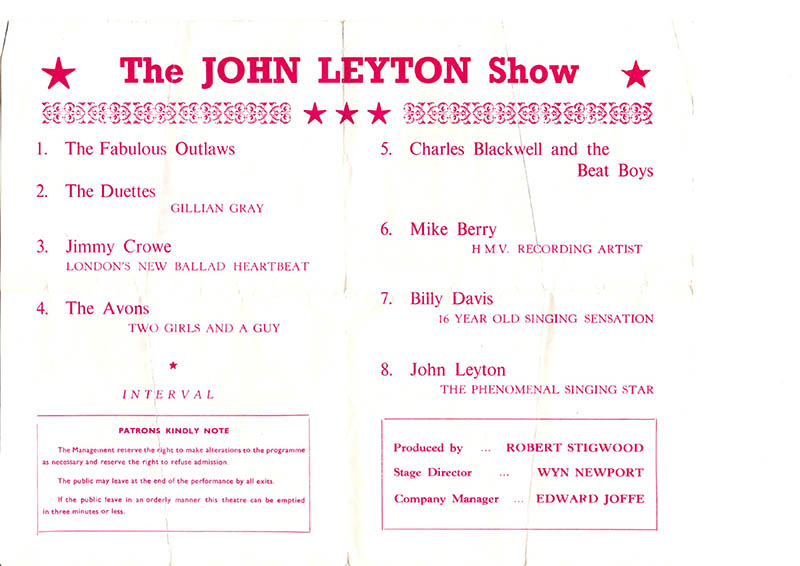 The JOHN LEYTON Show
1. The Fabulous Outlaws
2. The Duettes
GILLIAN GRAY
3. Jimmy Crowe
LONDON'S NEW BALLAD HEARTBEAT
4. The Avons
TWO GIRLS AND A GUY
INTERVAL
PATRONS KINDLY NOTE
The Management reserve the right to make alterations to the programme
as necessary and reserve the right to refuse admission.
The public may leave at the end of the performance by all exits.
If the public leave in an orderly manner this theatre can be emptied
in three minutes or less.
5. Charles Blackwell and the
Beat Boys
6. Mike Berry
H.M.V. RECORDING ARTIST
7. Billy Davis
16 YEAR OLD SINGING SENSATION
8. John Leyton
THE PHENOMENAL SINGING STAR
Produced by ... ROBERT STIGWOOD
Stage Director ... WYN NEWPORT
Company Manager ... EDWARD JOFFE